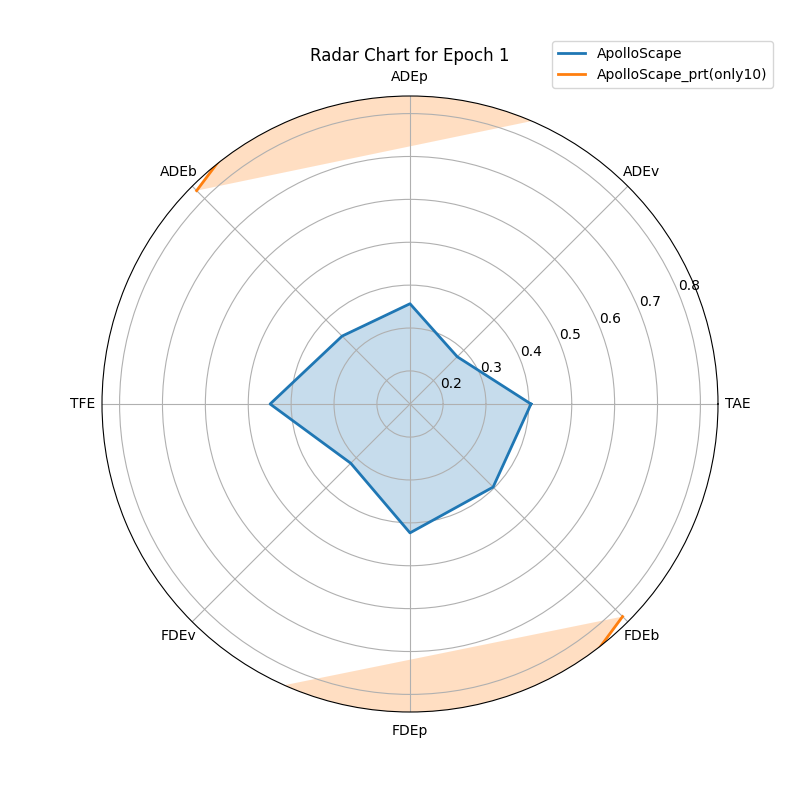 Radar Chart for Epoch 1
ApolloScape
ApolloScape_prt(only10)
ADEp
ADEb
ADEv
0.8
0.7
0.6
0.5
0.4
0.3
0.2
TFE
TAE
FDEv
FDEb
FDEp